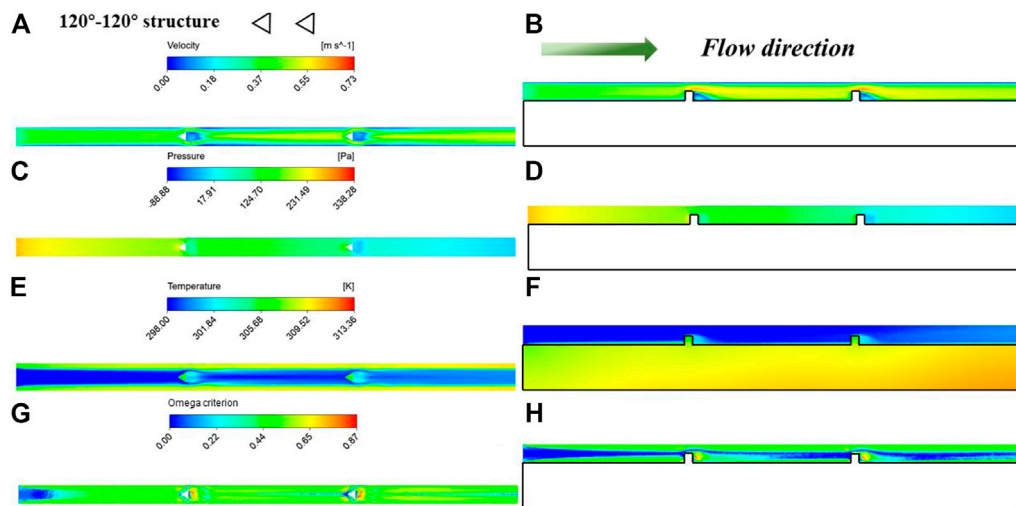 A
120°-120° structure
Velocity [m s^-1]
0.00 0.18 0.37 0.55 0.73
B
Flow direction
C
Pressure [Pa]
-88.88 17.91 124.70 231.49 338.28
D
E
Temperature [K]
298.00 301.84 305.68 309.52 313.36
F
G
Omega criterion
0.00 0.22 0.44 0.65 0.87
H